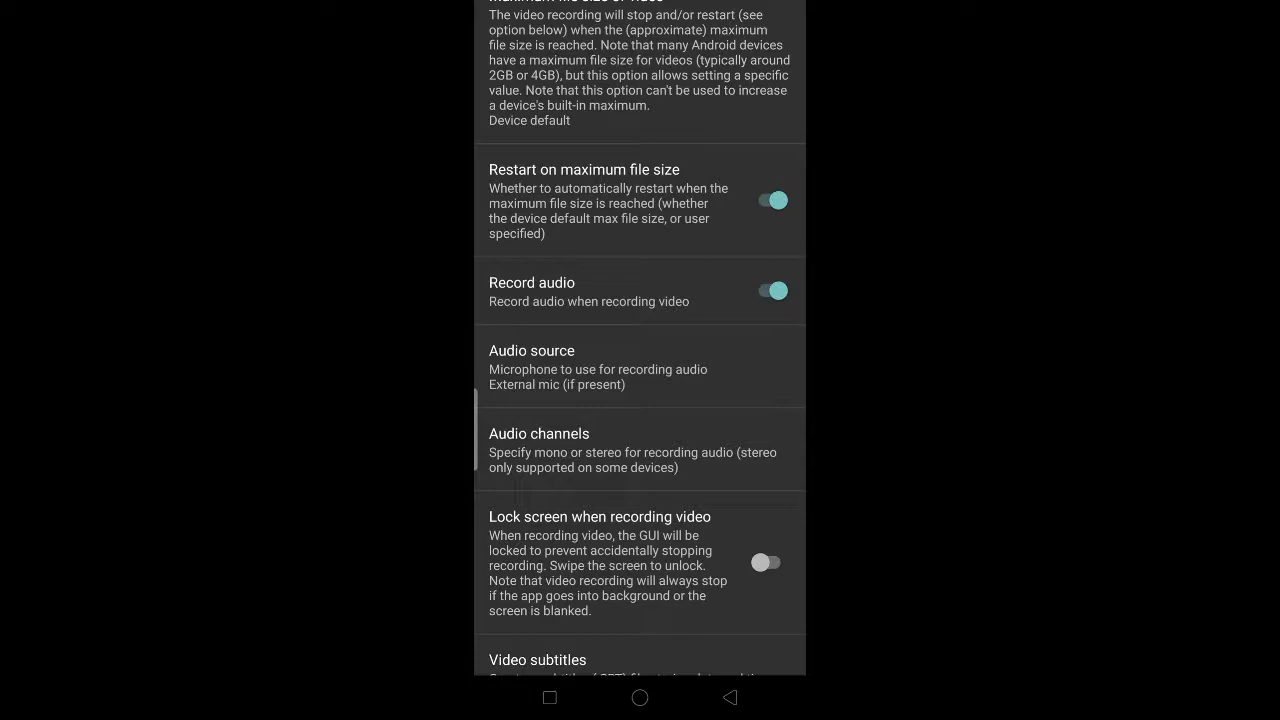 Maximum file size of video
The video recording will stop and/or restart (see
option below) when the (approximate) maximum
file size is reached. Note that many Android devices
have a maximum file size for videos (typically around
2GB or 4GB), but this option allows setting a specific
value. Note that this option can't be used to increase
a device's built-in maximum.
Device default
Restart on maximum file size
Whether to automatically restart when the
maximum file size is reached (whether
the device default max file size, or user
specified)
Record audio
Record audio when recording video
Audio source
Microphone to use for recording audio
External mic (if present)
Audio channels
Specify mono or stereo for recording audio (stereo
only supported on some devices)
Lock screen when recording video
When recording video, the GUI will be
locked to prevent accidentally stopping
recording. Swipe the screen to unlock.
Note that video recording will always stop
if the app goes into background or the
screen is blanked.
Video subtitles